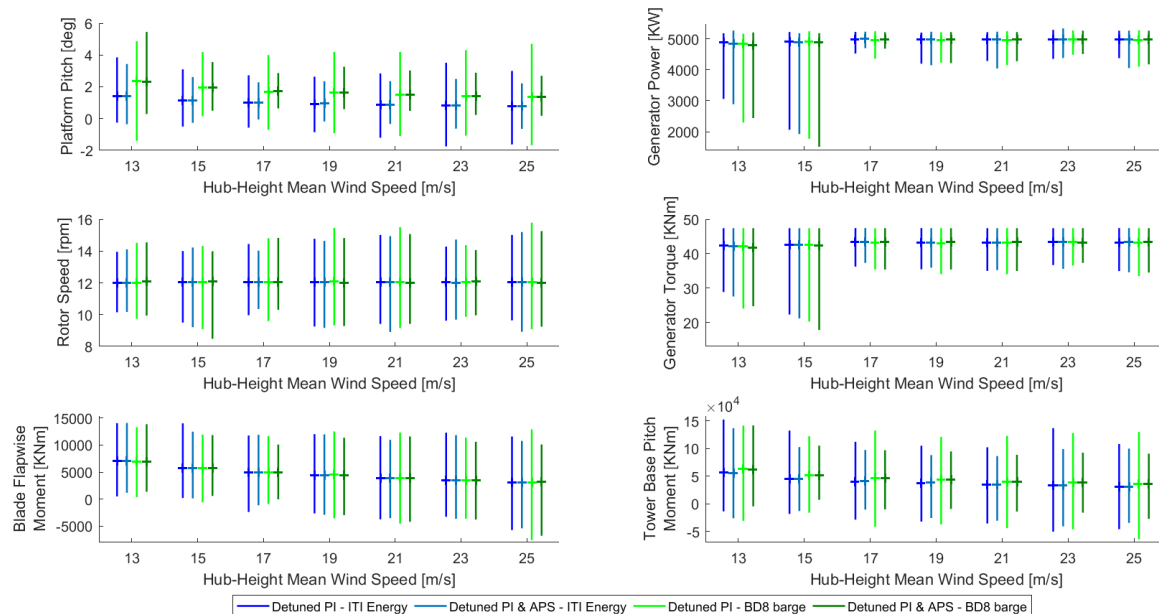 6
4
2
0
-2
Platform Pitch [deg]
13 15 17 19 21 23 25
Hub-Height Mean Wind Speed [m/s]
5000
4000
3000
2000
Generator Power [KW]
13 15 17 19 21 23 25
Hub-Height Mean Wind Speed [m/s]
16
14
12
10
8
Rotor Speed [rpm]
13 15 17 19 21 23 25
Hub-Height Mean Wind Speed [m/s]
50
40
30
20
Generator Torque [KNm]
13 15 17 19 21 23 25
Hub-Height Mean Wind Speed [m/s]
15000
10000
5000
0
-5000
Blade Flapwise
Moment [KNm]
13 15 17 19 21 23 25
Hub-Height Mean Wind Speed [m/s]
×10^4
15
10
5
0
-5
Tower Base Pitch
Moment [KNm]
13 15 17 19 21 23 25
Hub-Height Mean Wind Speed [m/s]
Detuned PI - ITI Energy Detuned PI & APS - ITI Energy Detuned PI - BD8 barge Detuned PI & APS - BD8 barge